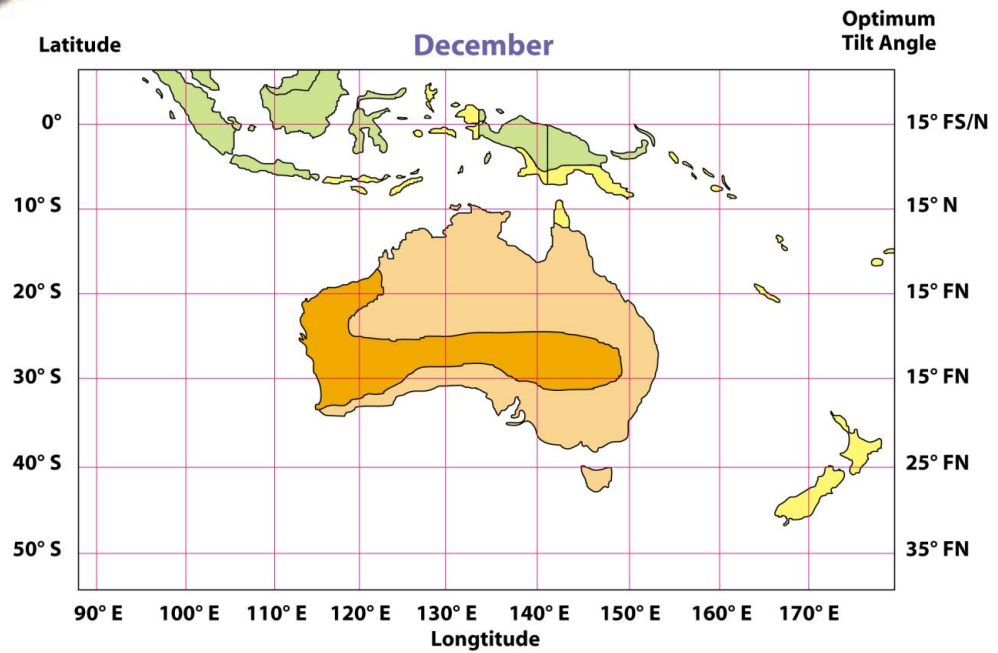 Optimum
Latitude December Tilt Angle
0° 15° FS/N
10° S 15° N
20° S 15° FN
30° S 15° FN
40° S 25° FN
50° S 35° FN
90° E 100° E 110° E 120° E 130° E 140° E 150° E 160° E 170° E
Longtitude